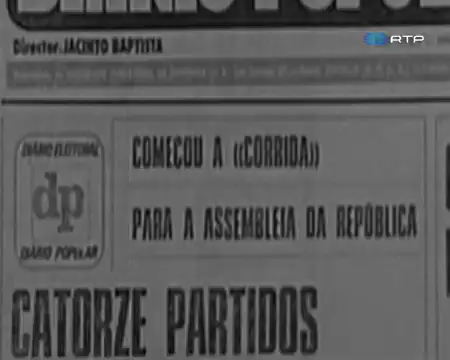 RTP
Director: JACINTO BAPTISTA
DIÁRIO ELEITORAL
dp
DIÁRIO POPULAR
COMEÇOU A «CORRIDA»
PARA A ASSEMBLEIA DA REPÚBLICA
CATORZE PARTIDOS